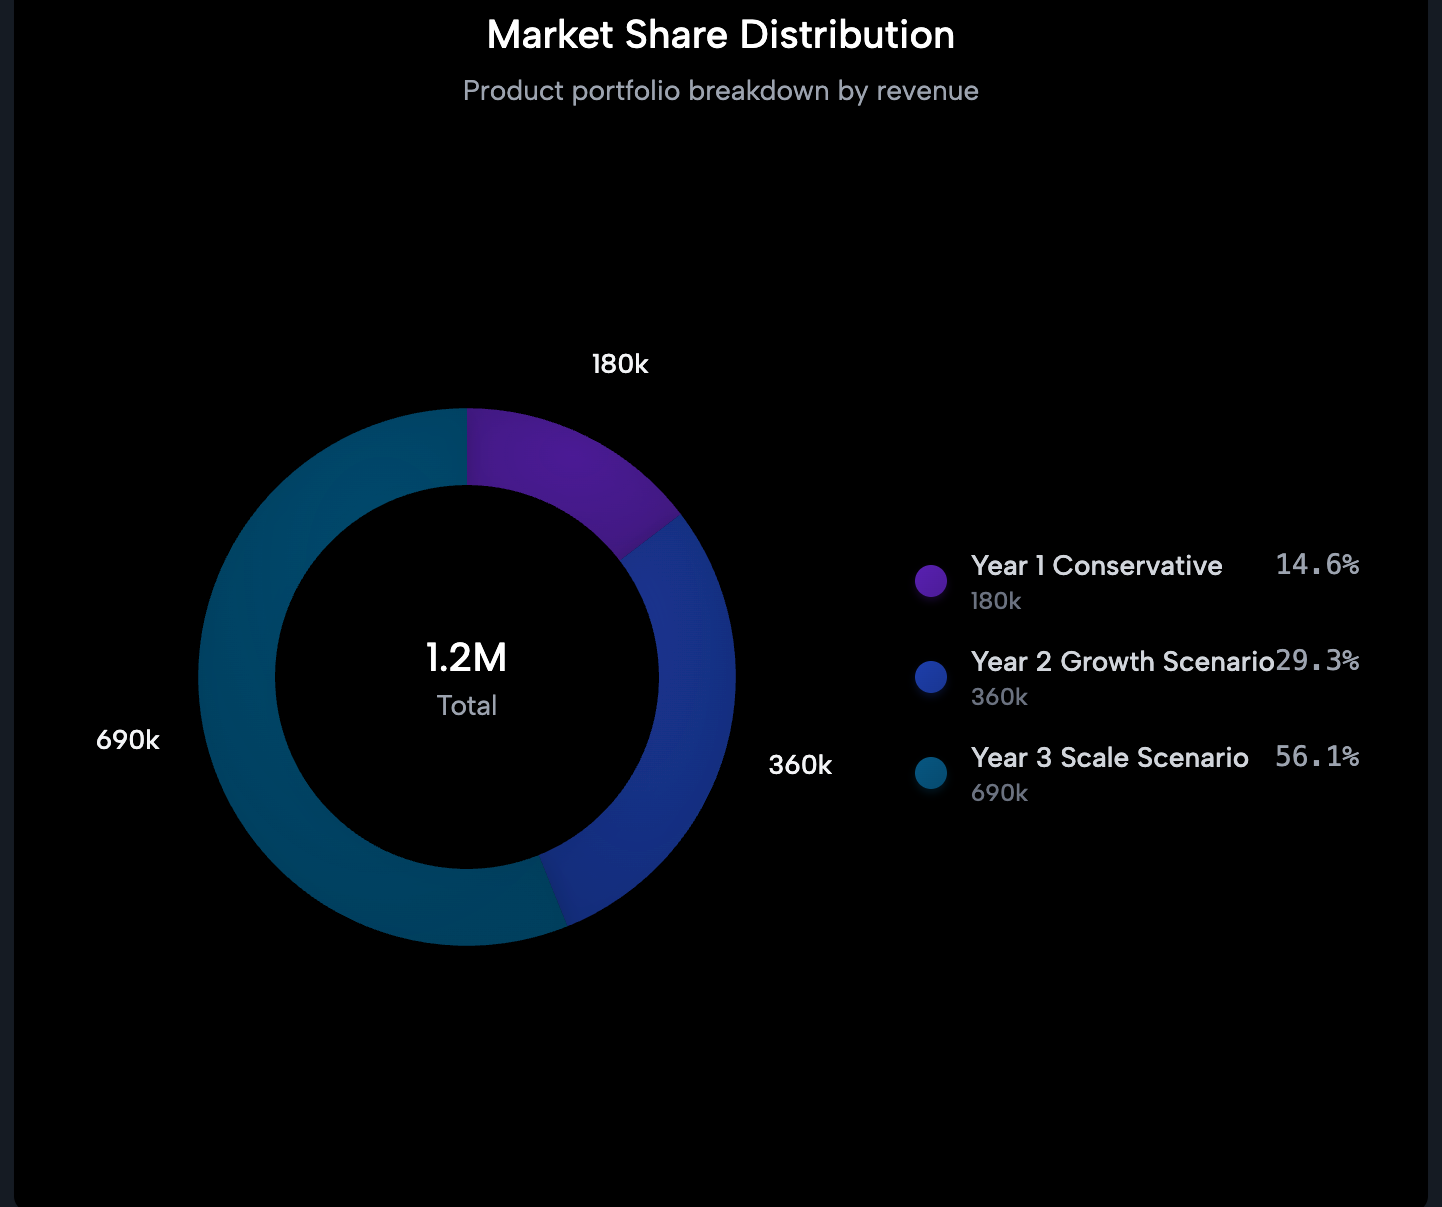 Market Share Distribution
Product portfolio breakdown by revenue
180k
690k
1.2M
Total
360k
Year 1 Conservative 14.6%
180k
Year 2 Growth Scenario 29.3%
360k
Year 3 Scale Scenario 56.1%
690k